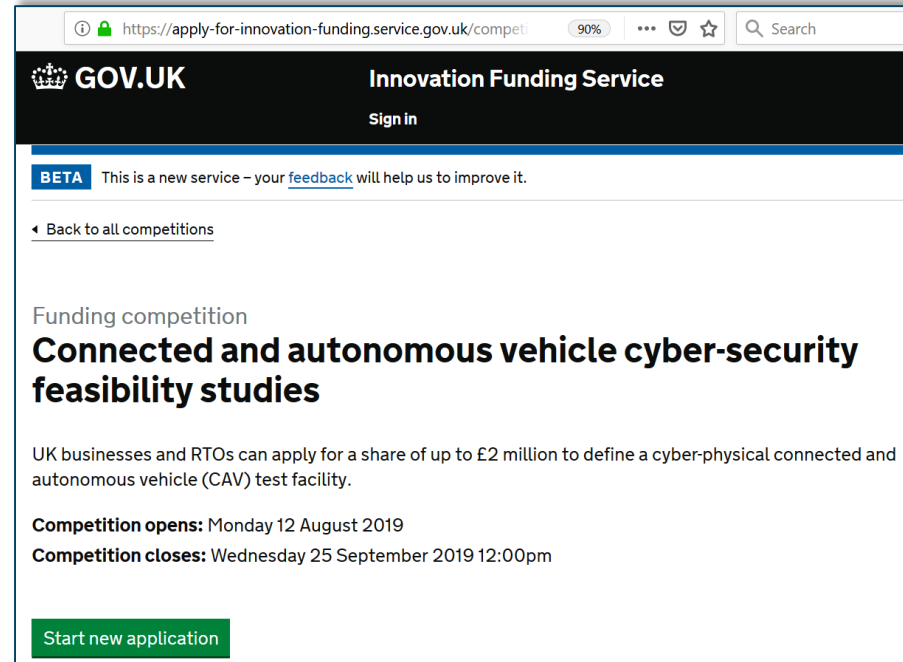 https://apply-for-innovation-funding.service.gov.uk/competi 90% Search
GOV.UK Innovation Funding Service
Sign in
BETA This is a new service – your feedback will help us to improve it.
Back to all competitions
Funding competition
Connected and autonomous vehicle cyber-security
feasibility studies
UK businesses and RTOs can apply for a share of up to £2 million to define a cyber-physical connected and
autonomous vehicle (CAV) test facility.
Competition opens: Monday 12 August 2019
Competition closes: Wednesday 25 September 2019 12:00pm
Start new application